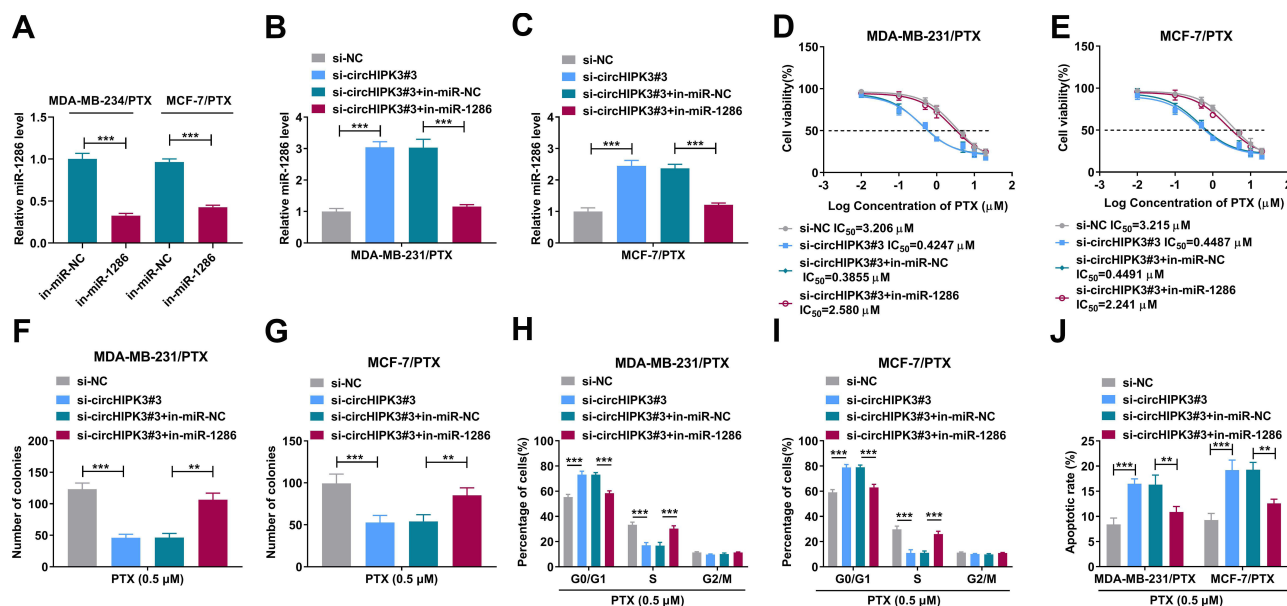 A
MDA-MB-234/PTX MCF-7/PTX
Relative miR-1286 level
1.5
1.0
0.5
0.0
***
***
in-miR-NC
in-miR-1286
in-miR-NC
in-miR-1286
B
si-NC
si-circHIPK3#3
si-circHIPK3#3+in-miR-NC
si-circHIPK3#3+in-miR-1286
Relative miR-1286 level
4
3
2
1
0
***
***
MDA-MB-231/PTX
C
si-NC
si-circHIPK3#3
si-circHIPK3#3+in-miR-NC
si-circHIPK3#3+in-miR-1286
Relative miR-1286 level
4
3
2
1
0
***
***
MCF-7/PTX
D
MDA-MB-231/PTX
Cell viability(%)
150
100
50
0
-3 -2 -1 0 1 2
Log Concentration of PTX (μM)
si-NC IC50=3.206 μM
si-circHIPK3#3 IC50=0.4247 μM
si-circHIPK3#3+in-miR-NC
IC50=0.3855 μM
si-circHIPK3#3+in-miR-1286
IC50=2.580 μM
E
MCF-7/PTX
Cell viability(%)
150
100
50
0
-3 -2 -1 0 1 2
Log Concentration of PTX (μM)
si-NC IC50=3.215 μM
si-circHIPK3#3 IC50=0.4487 μM
si-circHIPK3#3+in-miR-NC
IC50=0.4491 μM
si-circHIPK3#3+in-miR-1286
IC50=2.241 μM
F
MDA-MB-231/PTX
si-NC
si-circHIPK3#3
si-circHIPK3#3+in-miR-NC
si-circHIPK3#3+in-miR-1286
Number of colonies
200
150
100
50
0
***
**
PTX (0.5 μM)
G
MCF-7/PTX
si-NC
si-circHIPK3#3
si-circHIPK3#3+in-miR-NC
si-circHIPK3#3+in-miR-1286
Number of colonies
150
100
50
0
***
**
PTX (0.5 μM)
H
MDA-MB-231/PTX
si-NC
si-circHIPK3#3
si-circHIPK3#3+in-miR-NC
si-circHIPK3#3+in-miR-1286
Percentage of cells(%)
100
80
60
40
20
0
*** ***
*** ***
G0/G1 S G2/M
PTX (0.5 μM)
I
MCF-7/PTX
si-NC
si-circHIPK3#3
si-circHIPK3#3+in-miR-NC
si-circHIPK3#3+in-miR-1286
Percentage of cells(%)
100
80
60
40
20
0
*** ***
*** ***
G0/G1 S G2/M
PTX (0.5 μM)
J
si-NC
si-circHIPK3#3
si-circHIPK3#3+in-miR-NC
si-circHIPK3#3+in-miR-1286
Apoptotic rate (%)
25
20
15
10
5
0
*** **
*** **
MDA-MB-231/PTX MCF-7/PTX
PTX (0.5 μM)